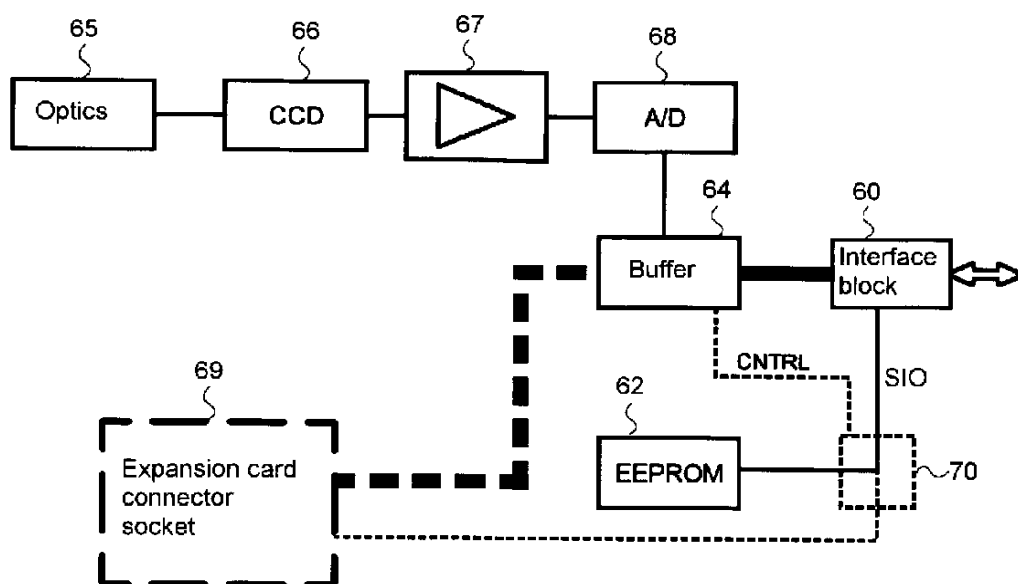 65
66
67
68
Optics
CCD
A/D
64
60
Buffer
Interface
block
CNTRL
SIO
69
62
Expansion card
connector
socket
EEPROM
70